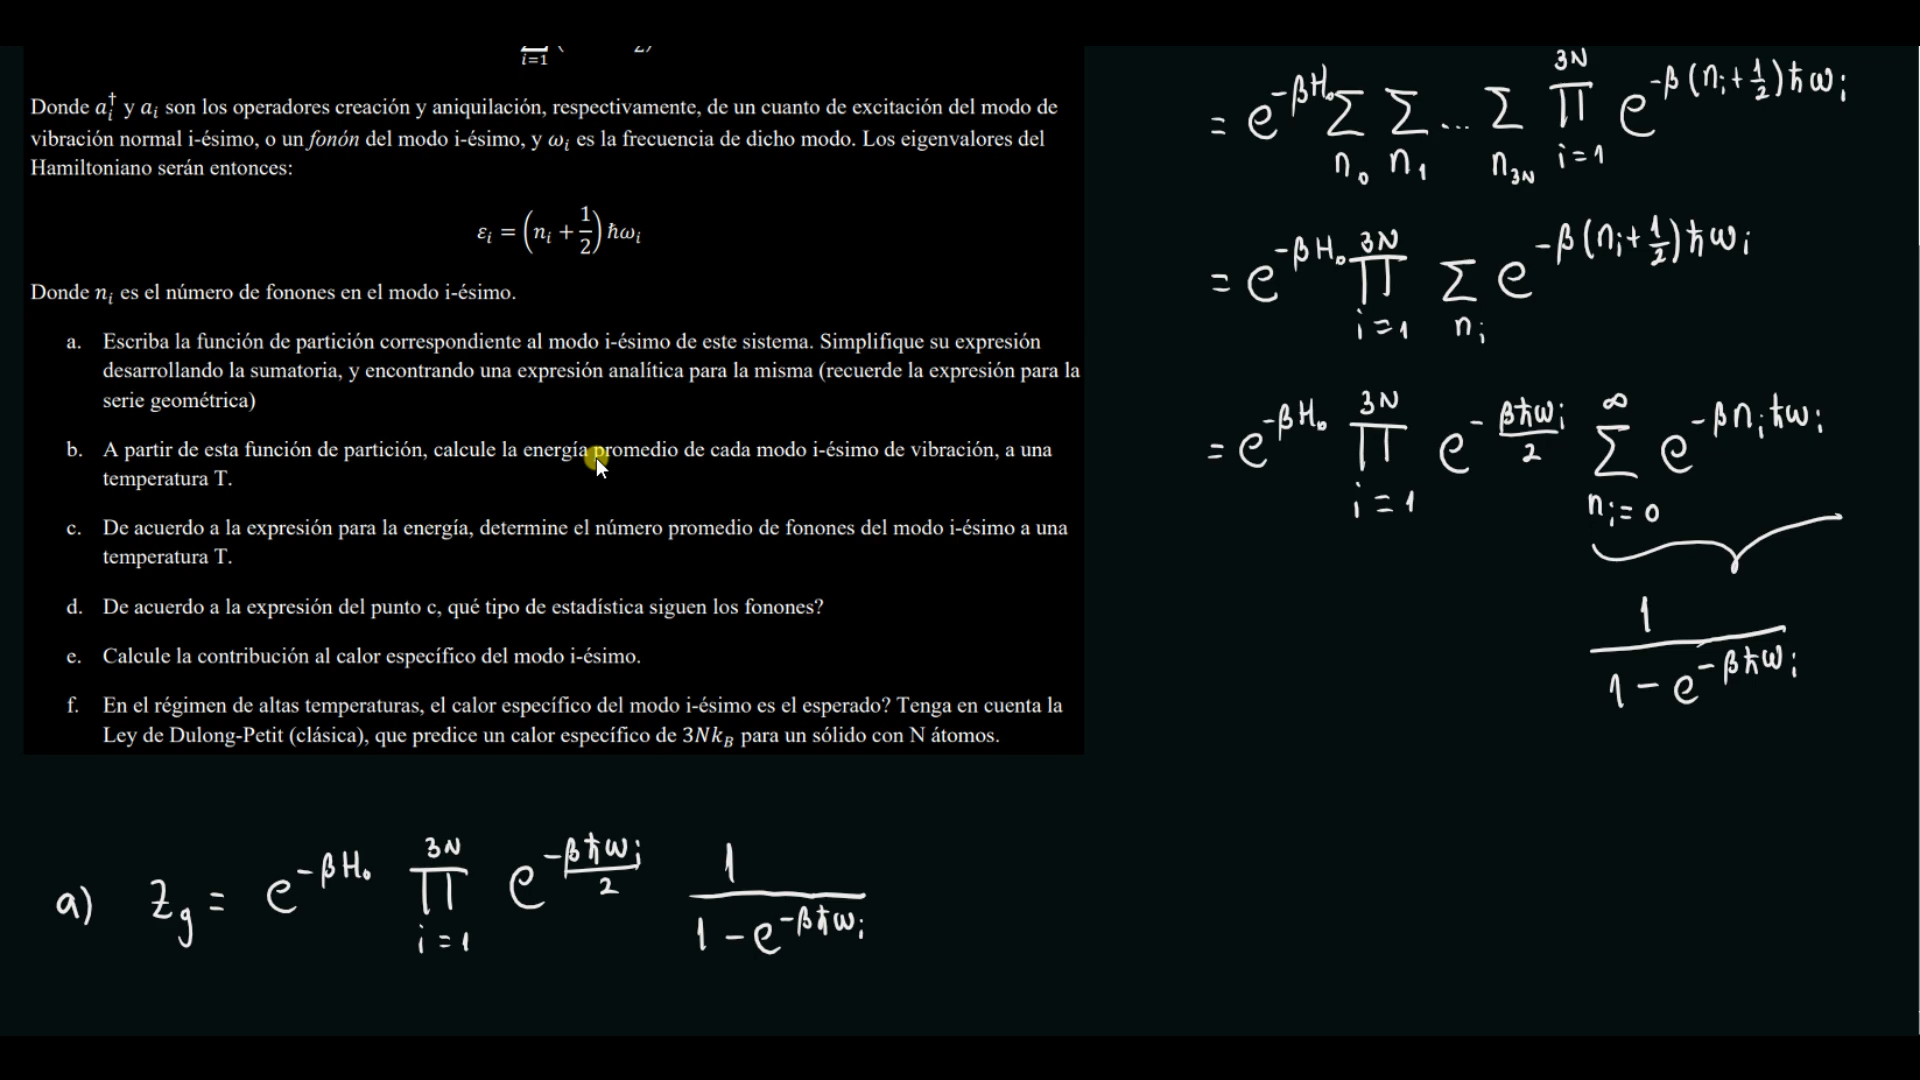 i=1
Donde a_i^† y a_i son los operadores creación y aniquilación, respectivamente, de un cuanto de excitación del modo de
vibración normal i-ésimo, o un fonón del modo i-ésimo, y ω_i es la frecuencia de dicho modo. Los eigenvalores del
Hamiltoniano serán entonces:
ε_i = (n_i + 1/2) ħω_i
Donde n_i es el número de fonones en el modo i-ésimo.
a. Escriba la función de partición correspondiente al modo i-ésimo de este sistema. Simplifique su expresión
desarrollando la sumatoria, y encontrando una expresión analítica para la misma (recuerde la expresión para la
serie geométrica)
b. A partir de esta función de partición, calcule la energía promedio de cada modo i-ésimo de vibración, a una
temperatura T.
c. De acuerdo a la expresión para la energía, determine el número promedio de fonones del modo i-ésimo a una
temperatura T.
d. De acuerdo a la expresión del punto c, qué tipo de estadística siguen los fonones?
e. Calcule la contribución al calor específico del modo i-ésimo.
f. En el régimen de altas temperaturas, el calor específico del modo i-ésimo es el esperado? Tenga en cuenta la
Ley de Dulong-Petit (clásica), que predice un calor específico de 3Nk_B para un sólido con N átomos.
a) Z_g = e^{-βH_0} ∏_{i=1}^{3N} e^{-βħω_i/2} 1/(1 - e^{-βħω_i})
= e^{-βH_0} Σ_{n_0} Σ_{n_1} ... Σ_{n_{3N}} ∏_{i=1}^{3N} e^{-β(n_i + 1/2)ħω_i}
= e^{-βH_0} ∏_{i=1}^{3N} Σ_{n_i} e^{-β(n_i + 1/2)ħω_i}
= e^{-βH_0} ∏_{i=1}^{3N} e^{-βħω_i/2} Σ_{n_i=0}^{∞} e^{-βn_iħω_i}
1/(1 - e^{-βħω_i})